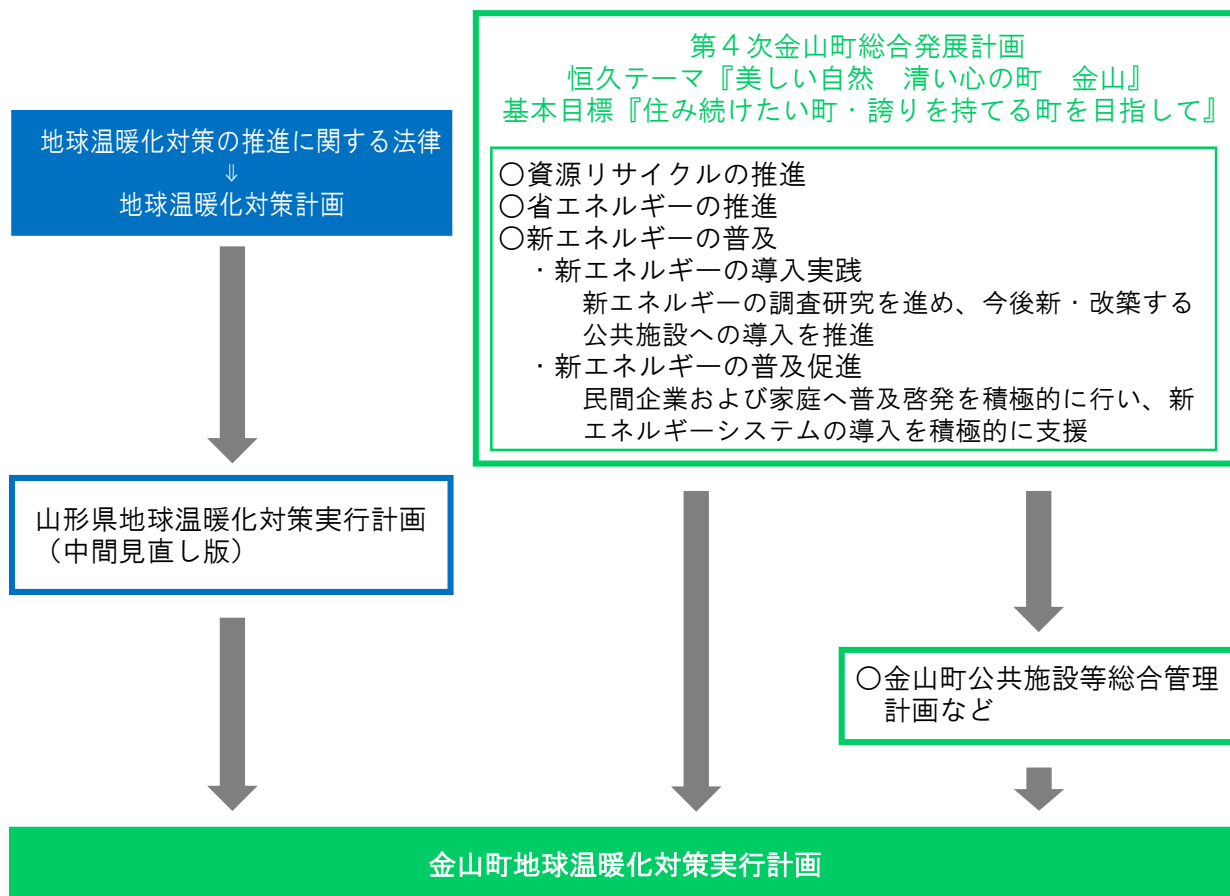 第４次金山町総合発展計画
恒久テーマ『美しい自然　清い心の町　金山』
基本目標『住み続けたい町・誇りを持てる町を目指して』
地球温暖化対策の推進に関する法律
⇓
地球温暖化対策計画
〇資源リサイクルの推進
〇省エネルギーの推進
〇新エネルギーの普及
・新エネルギーの導入実践
新エネルギーの調査研究を進め、今後新・改築する
公共施設への導入を推進
・新エネルギーの普及促進
民間企業および家庭へ普及啓発を積極的に行い、新
エネルギーシステムの導入を積極的に支援
山形県地球温暖化対策実行計画
（中間見直し版）
〇金山町公共施設等総合管理
計画など
金山町地球温暖化対策実行計画